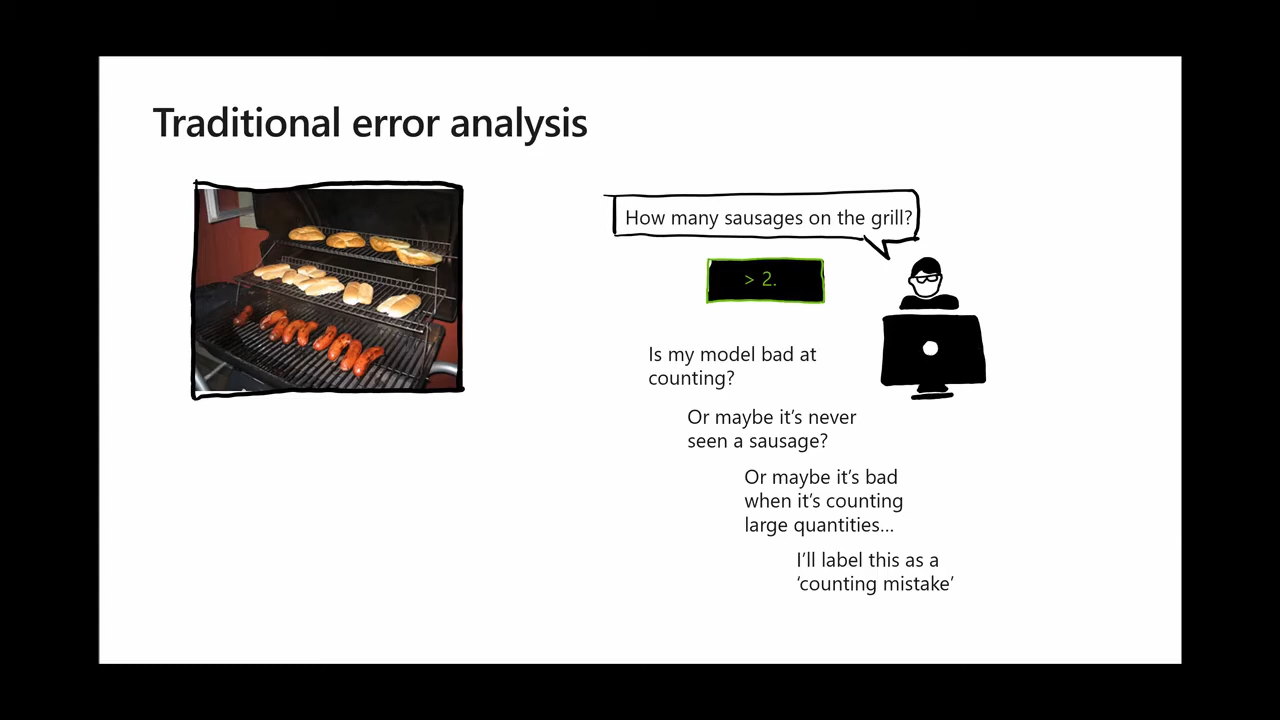 Traditional error analysis
How many sausages on the grill?
> 2.
Is my model bad at
counting?
Or maybe it’s never
seen a sausage?
Or maybe it’s bad
when it’s counting
large quantities…
I’ll label this as a
‘counting mistake’